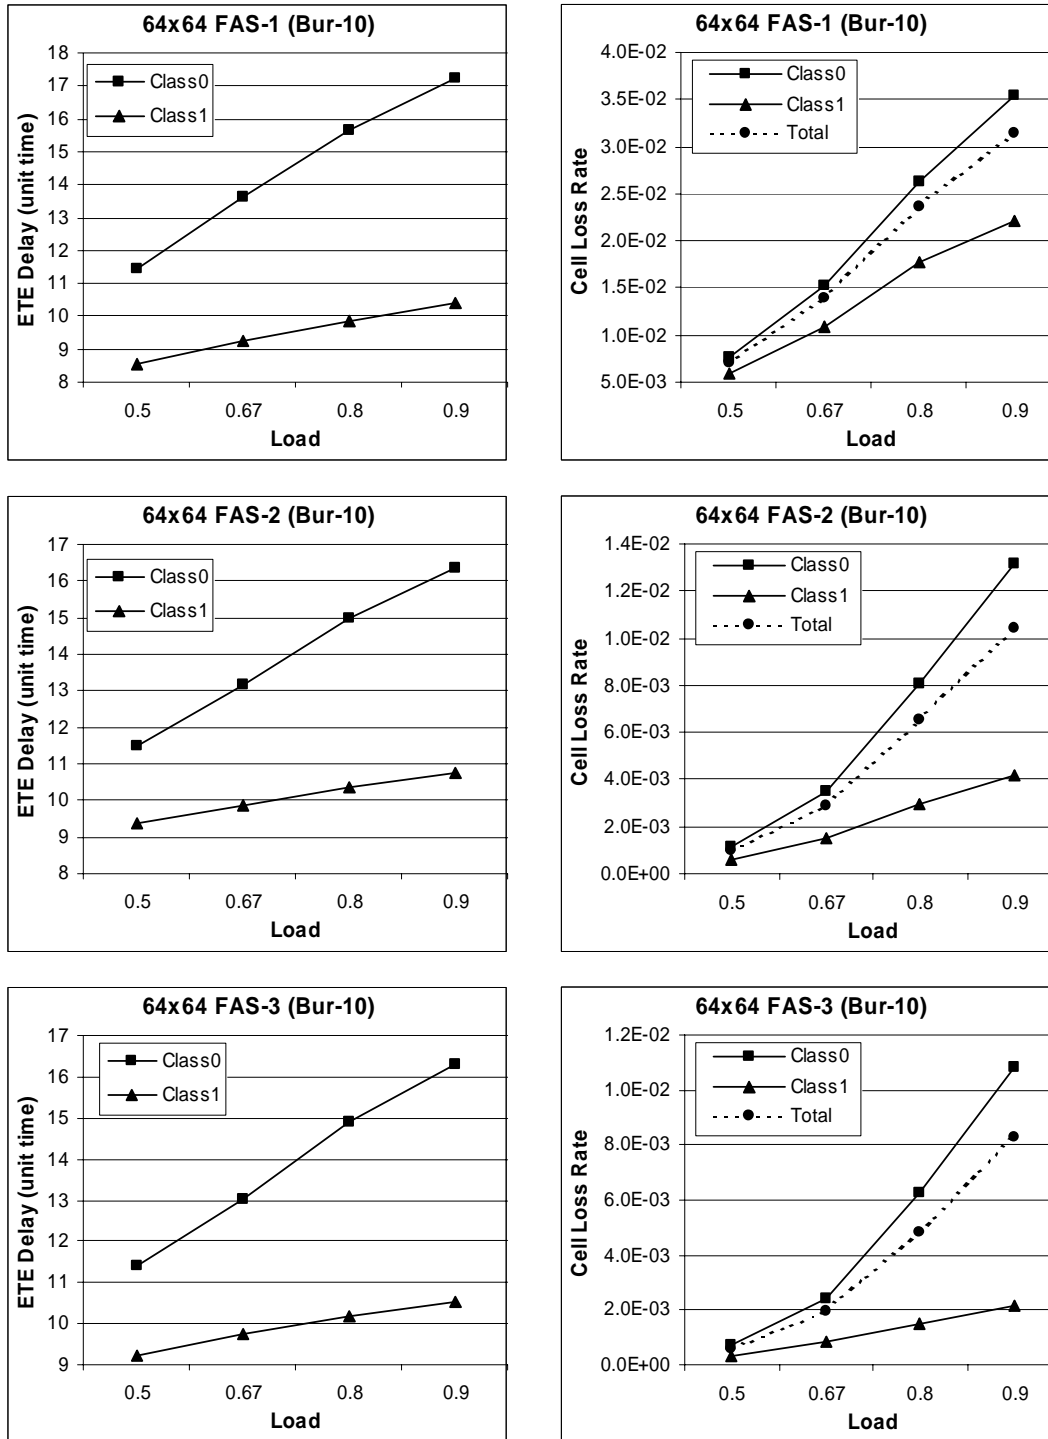 64x64 FAS-1 (Bur-10)
ETE Delay (unit time)
18
17
16
15
14
13
12
11
10
9
8
Class0
Class1
0.5 0.67 0.8 0.9
Load
64x64 FAS-1 (Bur-10)
Cell Loss Rate
4.0E-02
3.5E-02
3.0E-02
2.5E-02
2.0E-02
1.5E-02
1.0E-02
5.0E-03
Class0
Class1
Total
0.5 0.67 0.8 0.9
Load
64x64 FAS-2 (Bur-10)
ETE Delay (unit time)
17
16
15
14
13
12
11
10
9
8
Class0
Class1
0.5 0.67 0.8 0.9
Load
64x64 FAS-2 (Bur-10)
Cell Loss Rate
1.4E-02
1.2E-02
1.0E-02
8.0E-03
6.0E-03
4.0E-03
2.0E-03
0.0E+00
Class0
Class1
Total
0.5 0.67 0.8 0.9
Load
64x64 FAS-3 (Bur-10)
ETE Delay (unit time)
17
16
15
14
13
12
11
10
9
Class0
Class1
0.5 0.67 0.8 0.9
Load
64x64 FAS-3 (Bur-10)
Cell Loss Rate
1.2E-02
1.0E-02
8.0E-03
6.0E-03
4.0E-03
2.0E-03
0.0E+00
Class0
Class1
Total
0.5 0.67 0.8 0.9
Load